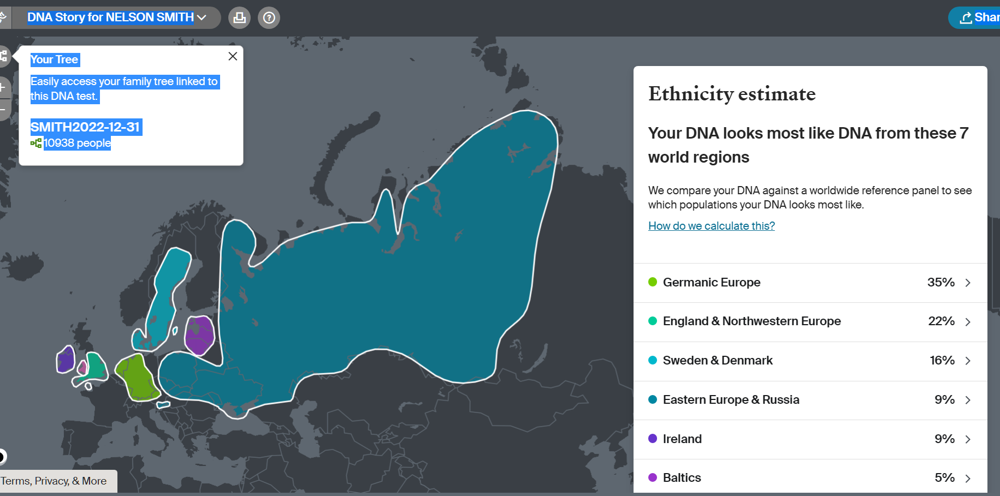 DNA Story for NELSON SMITH
Your Tree
Easily access your family tree linked to
this DNA test.
SMITH2022-12-31
10938 people
Ethnicity estimate
Your DNA looks most like DNA from these 7
world regions
We compare your DNA against a worldwide reference panel to see
which populations your DNA looks most like.
How do we calculate this?
Germanic Europe 35%
England & Northwestern Europe 22%
Sweden & Denmark 16%
Eastern Europe & Russia 9%
Ireland 9%
Baltics 5%
Terms, Privacy, & More